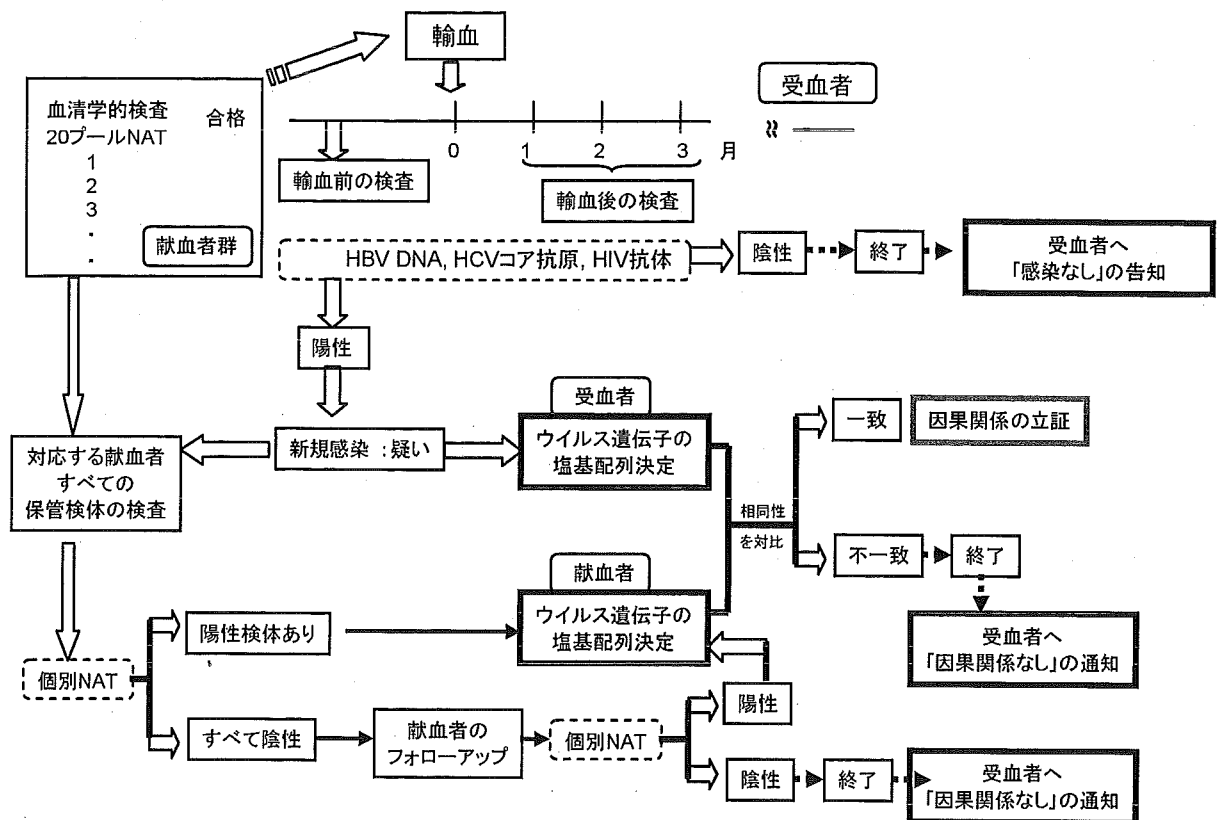 輸血
受血者
血清学的検査
合格
20プールNAT
1
2
3
・
・
献血者群
0
1
2
3
月
輸血前の検査
輸血後の検査
HBV DNA, HCVコア抗原, HIV抗体
陰性
終了
受血者へ
「感染なし」の告知
陽性
新規感染 :疑い
受血者
ウイルス遺伝子の
塩基配列決定
一致
因果関係の立証
対応する献血者
すべての
保管検体の検査
相同性
を対比
不一致
終了
献血者
ウイルス遺伝子の
塩基配列決定
陽性検体あり
受血者へ
「因果関係なし」の通知
個別NAT
陽性
すべて陰性
献血者の
フォローアップ
個別NAT
陰性
終了
受血者へ
「因果関係なし」の通知